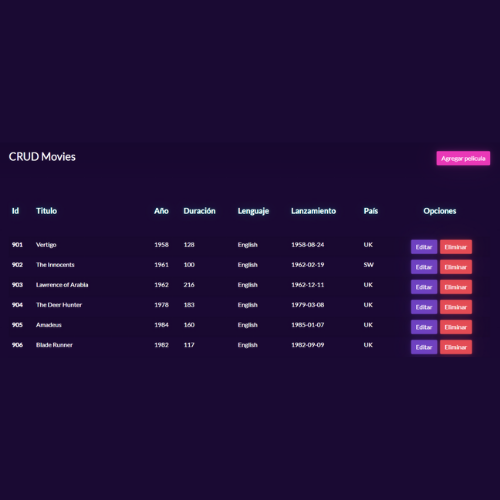 CRUD Movies
Agregar película
Id Titulo Año Duración Lenguaje Lanzamiento País Opciones
901 Vertigo 1958 128 English 1958-08-24 UK Editar Eliminar
902 The Innocents 1961 100 English 1962-02-19 SW Editar Eliminar
903 Lawrence of Arabia 1962 216 English 1962-12-11 UK Editar Eliminar
904 The Deer Hunter 1978 183 English 1979-03-08 UK Editar Eliminar
905 Amadeus 1984 160 English 1985-01-07 UK Editar Eliminar
906 Blade Runner 1982 117 English 1982-09-09 UK Editar Eliminar